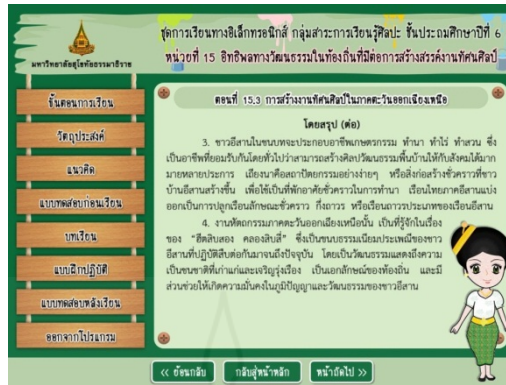 ชุดการเรียนทางอิเล็กทรอนิกส์ กลุ่มสาระการเรียนรู้ศิลปะ ชั้นประถมศึกษาปีที่ 6
หน่วยที่ 15 อิทธิพลทางวัฒนธรรมในท้องถิ่นที่มีต่อการสร้างสรรค์งานทัศนศิลป์
มหาวิทยาลัยสุโขทัยธรรมาธิราช
ขั้นตอนการเรียน
วัตถุประสงค์
แนวคิด
แบบทดสอบก่อนเรียน
บทเรียน
แบบฝึกปฏิบัติ
แบบทดสอบหลังเรียน
ออกจากโปรแกรม
ตอนที่ 15.3 การสร้างงานทัศนศิลป์ในภาคตะวันออกเฉียงเหนือ
โดยสรุป (ต่อ)
3. ชาวอีสานในชนบทจะประกอบอาชีพเกษตรกรรม ทำนา ทำไร่ ทำสวน ซึ่ง
เป็นอาชีพที่ยอมรับกันโดยทั่วไปว่าสามารถสร้างศิลปวัฒนธรรมพื้นบ้านให้กับสังคมได้มาก
มายหลายประการ เถียงนาคือสถาปัตยกรรมอย่างง่ายๆ หรือสิ่งก่อสร้างชั่วคราวที่ชาว
บ้านอีสานสร้างขึ้น เพื่อใช้เป็นที่พักอาศัยชั่วคราวในการทำนา เรือนไทยภาคอีสานแบ่ง
ออกเป็นการปลูกเรือนลักษณะชั่วคราว กึ่งถาวร หรือเรือนถาวรประเภทของเรือนอีสาน
4. งานหัตถกรรมภาคตะวันออกเฉียงเหนือนั้น เป็นที่รู้จักในเรื่อง
ของ “ฮีตสิบสอง คลองสิบสี่” ซึ่งเป็นขนบธรรมเนียมประเพณีของชาว
อีสานที่ปฏิบัติสืบต่อกันมาจนถึงปัจจุบัน โดยเป็นวัฒนธรรมแสดงถึงความ
เป็นชนชาติที่เก่าแก่และเจริญรุ่งเรือง เป็นเอกลักษณ์ของท้องถิ่น และมี
ส่วนช่วยให้เกิดความมั่นคงในภูมิปัญญาและวัฒนธรรมของชาวอีสาน
<< ย้อนกลับ
กลับสู่หน้าหลัก
หน้าถัดไป >>